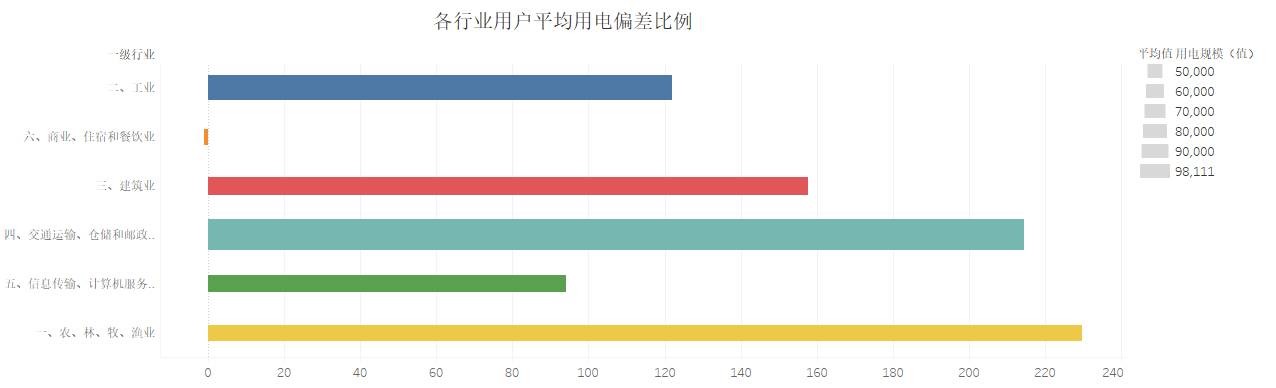 各行业用户平均用电偏差比例
一级行业
二、工业
六、商业、住宿和餐饮业
三、建筑业
四、交通运输、仓储和邮政..
五、信息传输、计算机服务..
一、农、林、牧、渔业
0 20 40 60 80 100 120 140 160 180 200 220 240
平均值 用电规模（值）
50,000
60,000
70,000
80,000
90,000
98,111